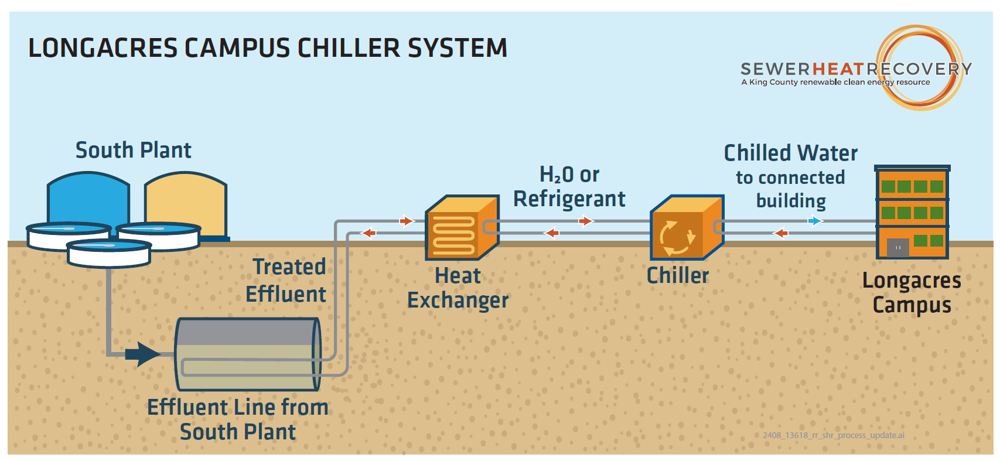 LONGACRES CAMPUS CHILLER SYSTEM
SEWERHEATRECOVERY
A King County renewable clean energy resource
South Plant
H₂0 or
Refrigerant
Chilled Water
to connected
building
Treated
Effluent
Heat
Exchanger
Chiller
Longacres
Campus
Effluent Line from
South Plant
2408_13618_rr_shr_process_update.ai